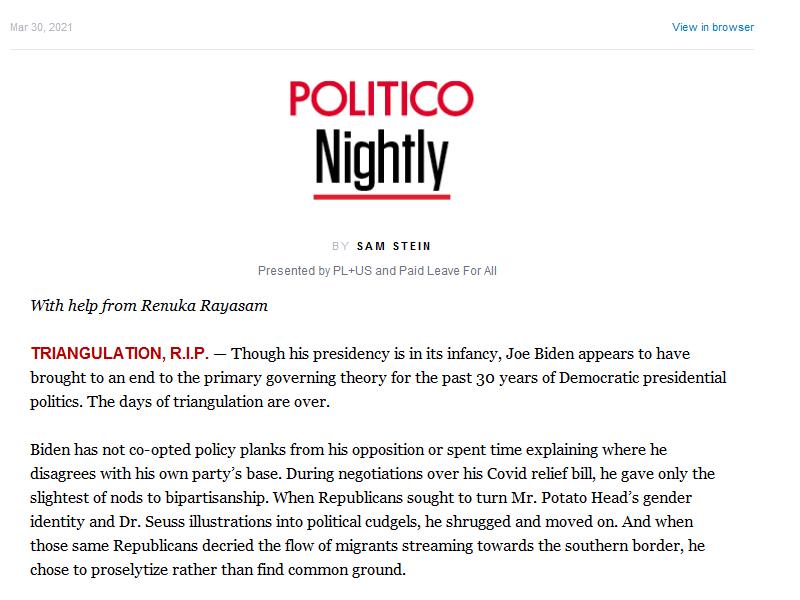 Mar 30, 2021
View in browser
POLITICO
Nightly
BY SAM STEIN
Presented by PL+US and Paid Leave For All
With help from Renuka Rayasam
TRIANGULATION, R.I.P. — Though his presidency is in its infancy, Joe Biden appears to have
brought to an end to the primary governing theory for the past 30 years of Democratic presidential
politics. The days of triangulation are over.
Biden has not co-opted policy planks from his opposition or spent time explaining where he
disagrees with his own party’s base. During negotiations over his Covid relief bill, he gave only the
slightest of nods to bipartisanship. When Republicans sought to turn Mr. Potato Head’s gender
identity and Dr. Seuss illustrations into political cudgels, he shrugged and moved on. And when
those same Republicans decried the flow of migrants streaming towards the southern border, he
chose to proselytize rather than find common ground.